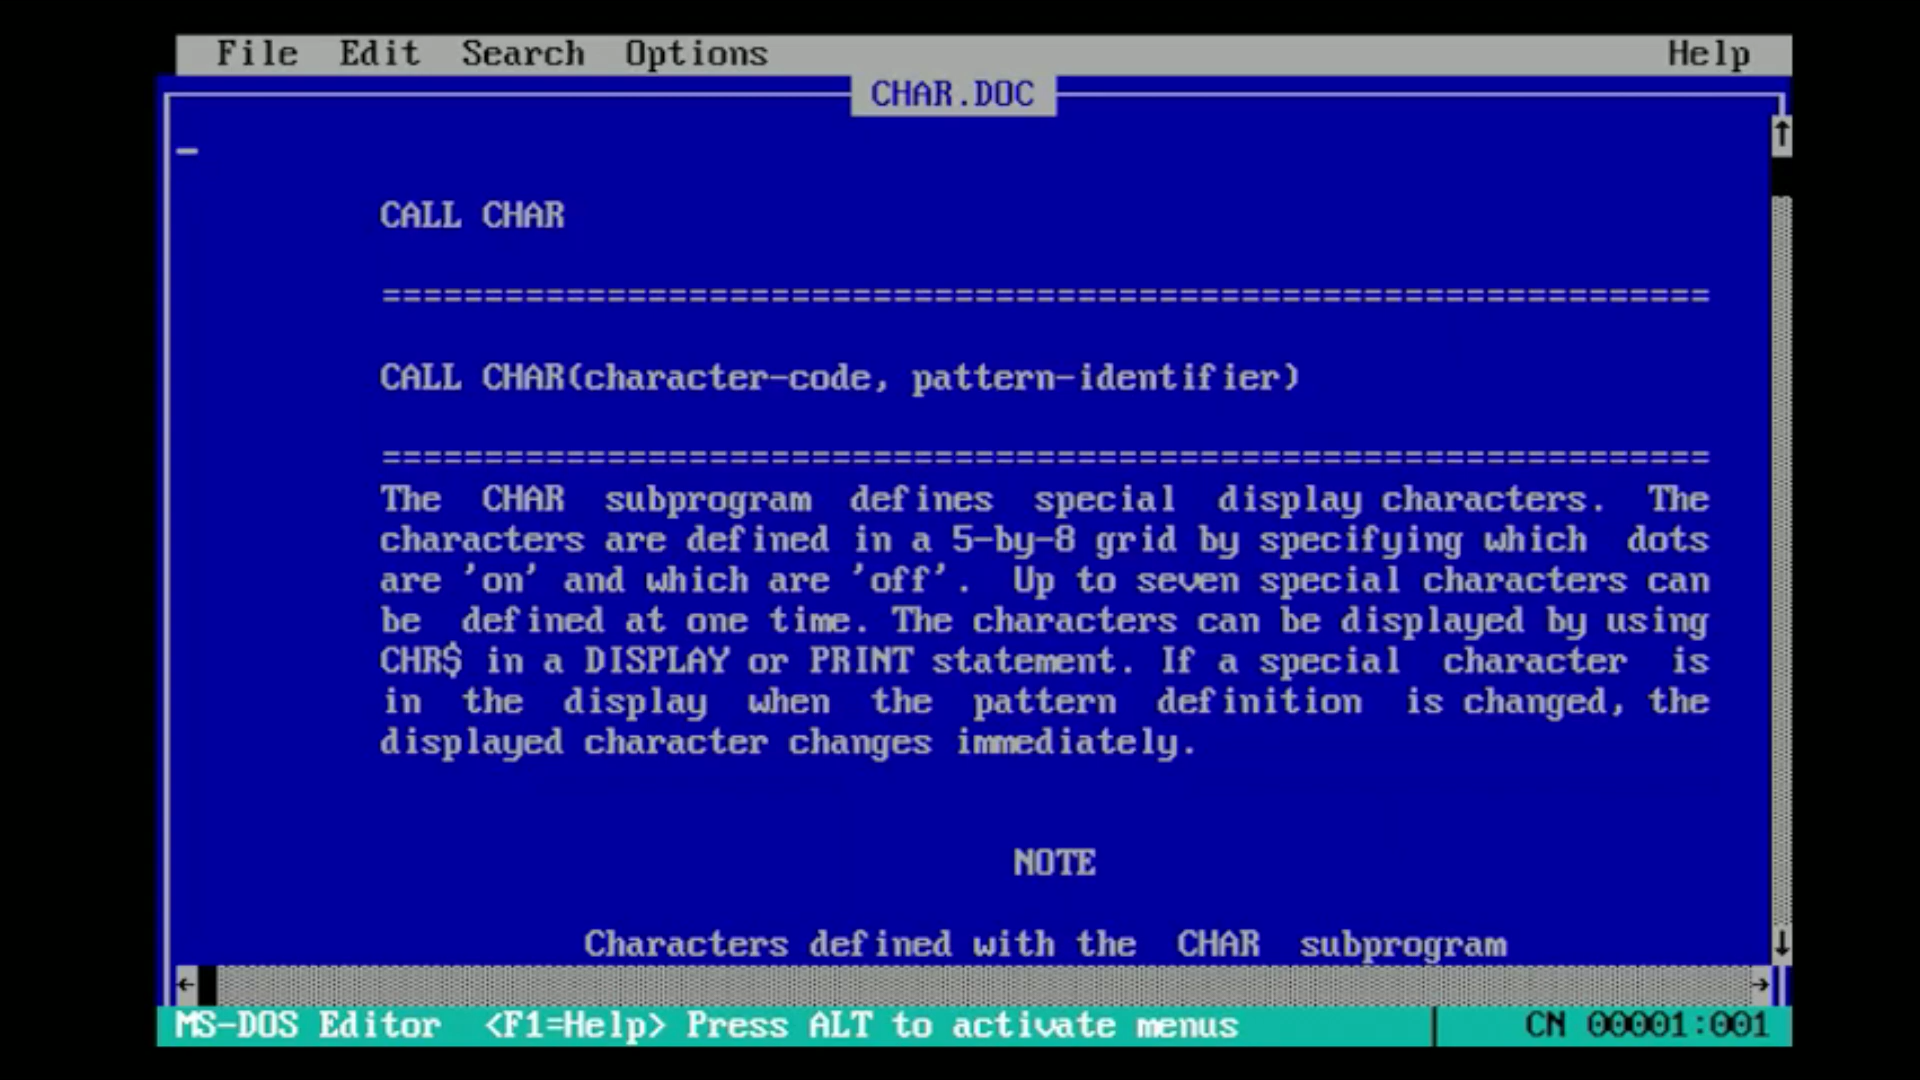 File Edit Search Options Help
CHAR.DOC
CALL CHAR
=================================================================
CALL CHAR(character-code, pattern-identifier)
=================================================================
The CHAR subprogram defines special display characters. The
characters are defined in a 5-by-8 grid by specifying which dots
are 'on' and which are 'off'. Up to seven special characters can
be defined at one time. The characters can be displayed by using
CHR$ in a DISPLAY or PRINT statement. If a special character is
in the display when the pattern definition is changed, the
displayed character changes immediately.
NOTE
Characters defined with the CHAR subprogram
MS-DOS Editor <F1=Help> Press ALT to activate menus CN 00001:001